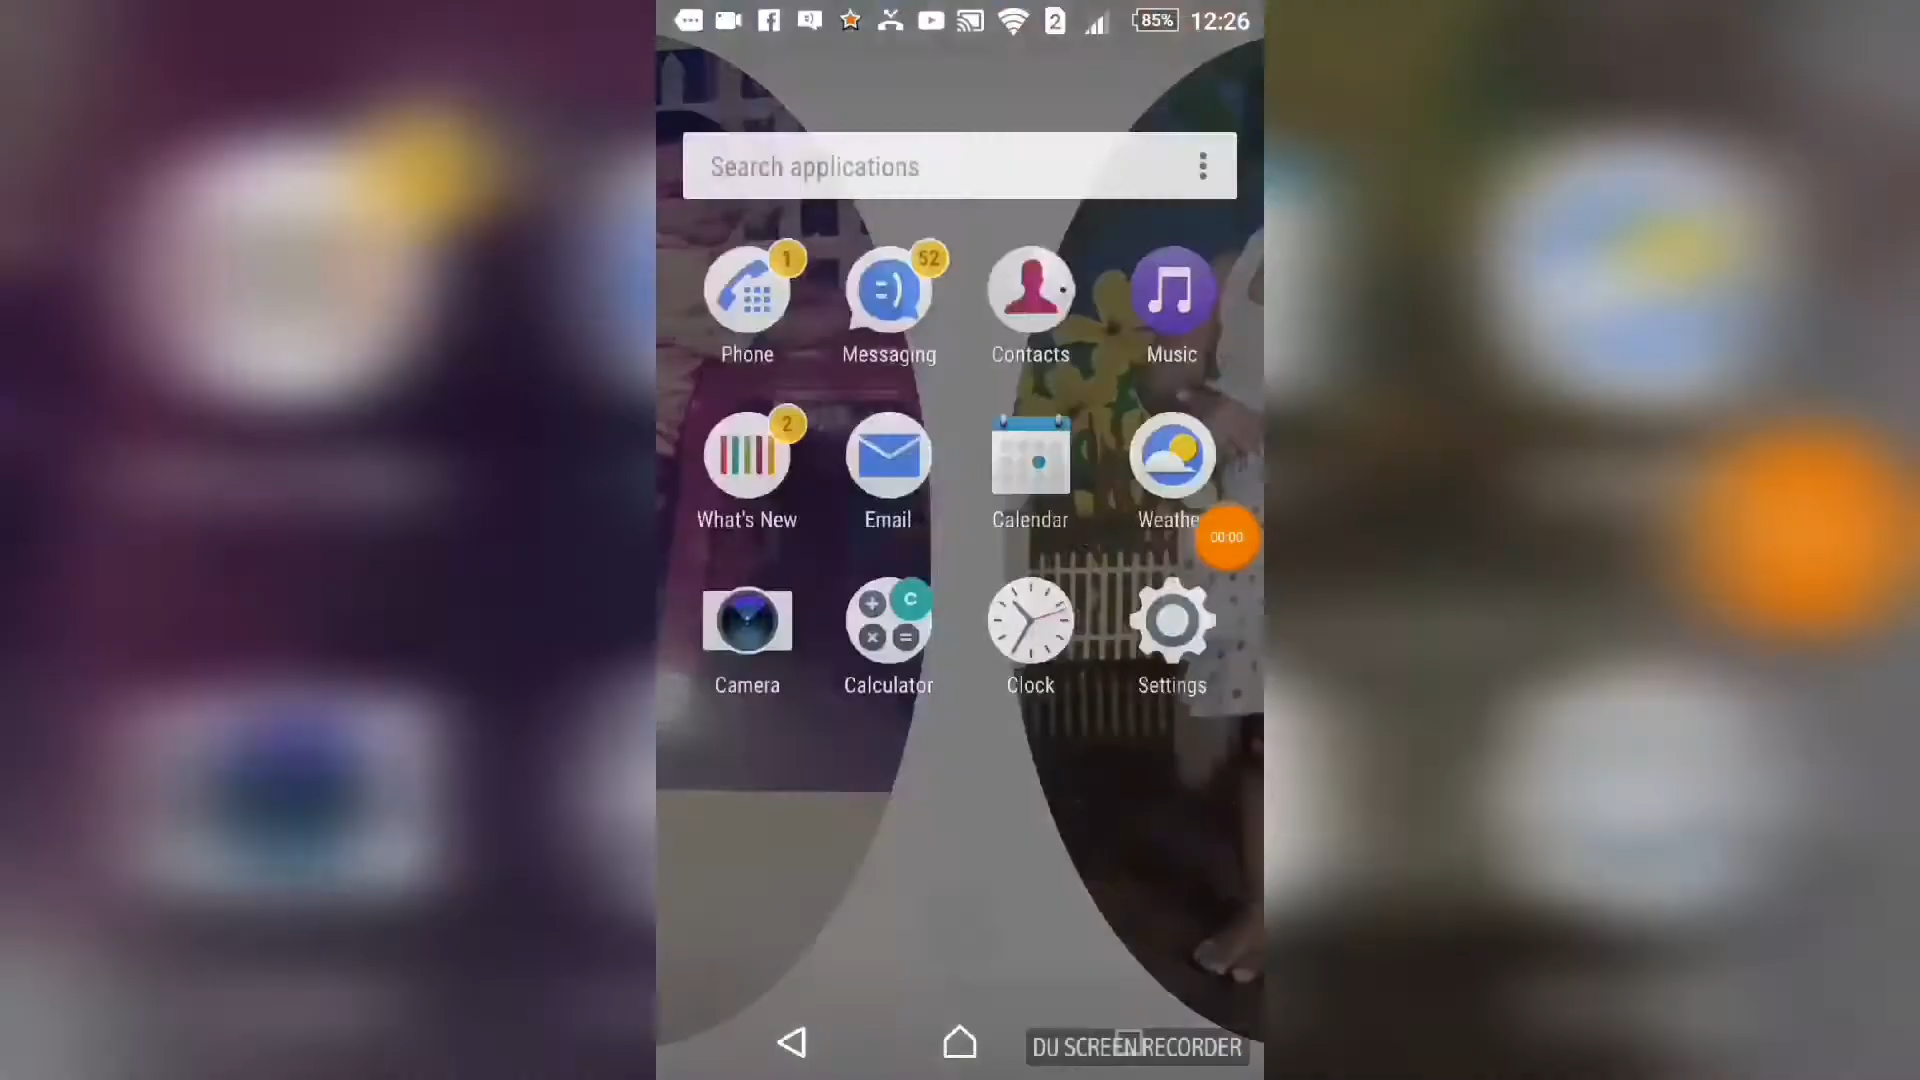 2 85% 12:26
Search applications
1 52
Phone Messaging Contacts Music
2
What's New Email Calendar Weathe
00:00
C
Camera Calculator Clock Settings
DU SCREEN RECORDER